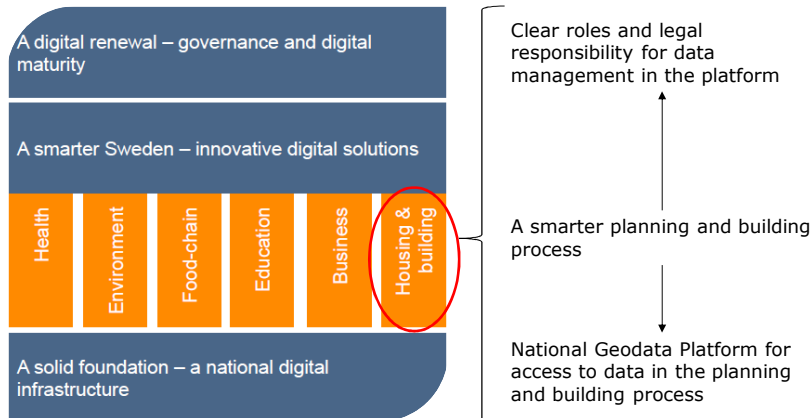 A digital renewal – governance and digital
maturity
A smarter Sweden – innovative digital solutions
Health
Environment
Food-chain
Education
Business
Housing &
building
A solid foundation – a national digital
infrastructure
Clear roles and legal
responsibility for data
management in the platform
A smarter planning and building
process
National Geodata Platform for
access to data in the planning
and building process